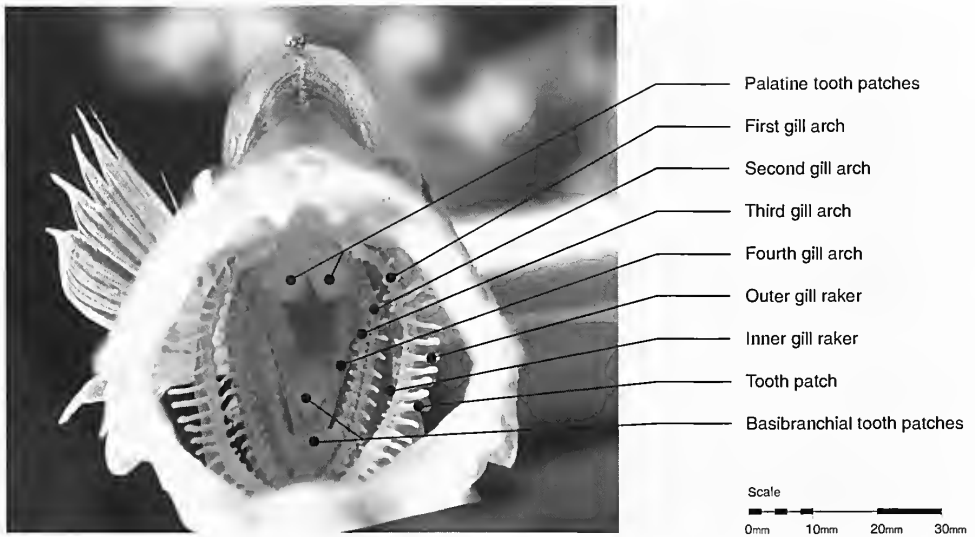 Palatine tooth patches
First gill arch
Second gill arch
Third gill arch
Fourth gill arch
Outer gill raker
Inner gill raker
Tooth patch
Basibranchial tooth patches
Scale
0mm 10mm 20mm 30mm